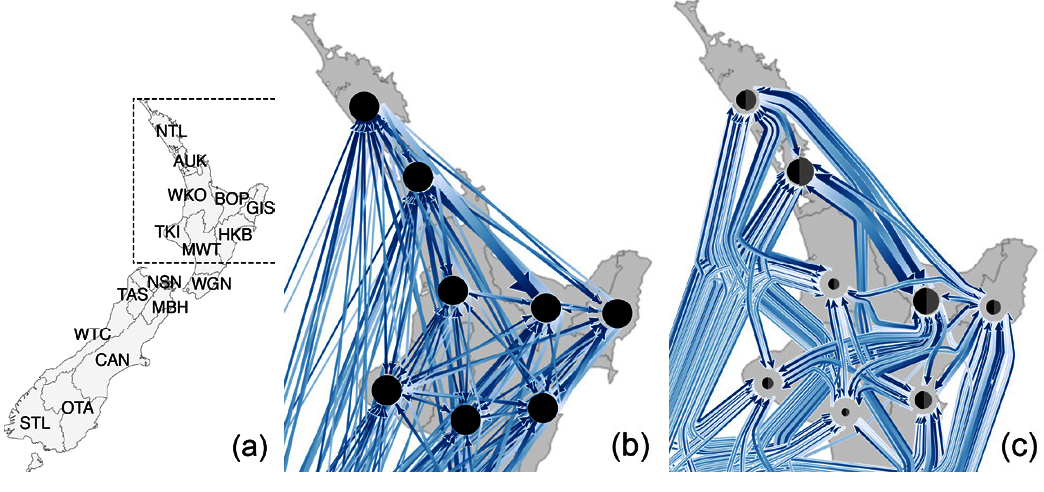 NTL
AUK
WKO
BOP
GIS
TKI
HKB
MWT
NSN
WGN
TAS
MBH
WTC
CAN
OTA
STL
(a)
(b)
(c)